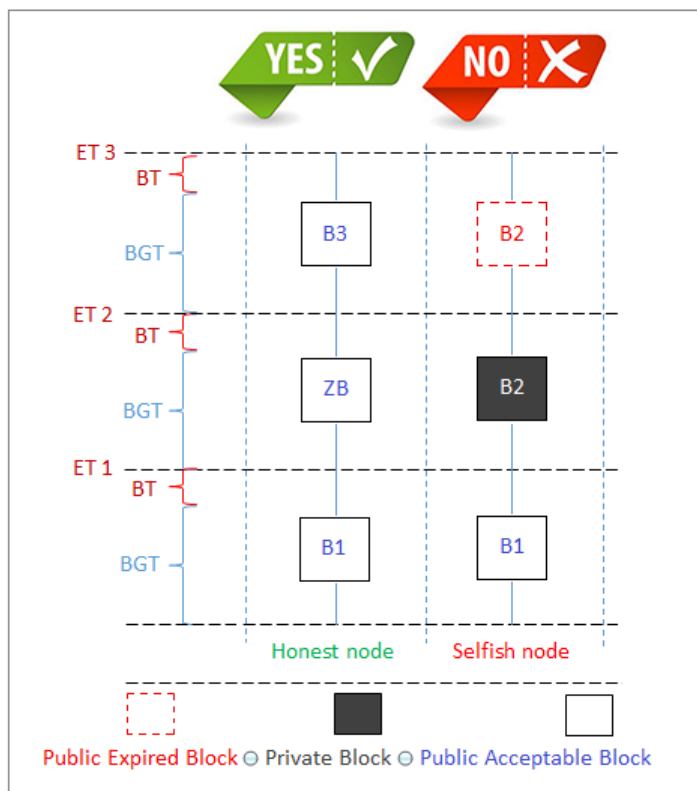 YES
NO
ET 3
BT
B3
B2
BGT
ET 2
BT
ZB
B2
BGT
ET 1
BT
B1
B1
BGT
Honest node
Selfish node
Public Expired Block
Private Block
Public Acceptable Block